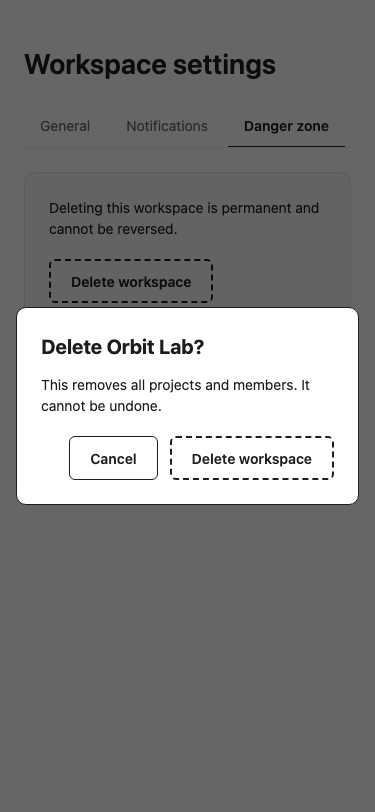 Workspace settings
General Notifications Danger zone
Deleting this workspace is permanent and
cannot be reversed.
Delete workspace
Delete Orbit Lab?
This removes all projects and members. It
cannot be undone.
Cancel Delete workspace